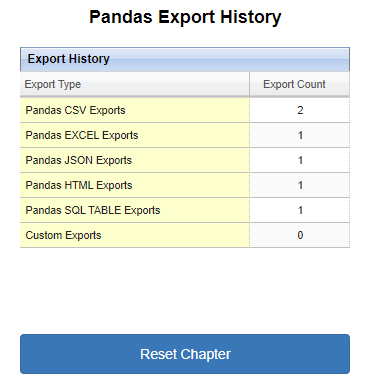 Pandas Export History
Export History
Export Type Export Count
Pandas CSV Exports 2
Pandas EXCEL Exports 1
Pandas JSON Exports 1
Pandas HTML Exports 1
Pandas SQL TABLE Exports 1
Custom Exports 0
Reset Chapter